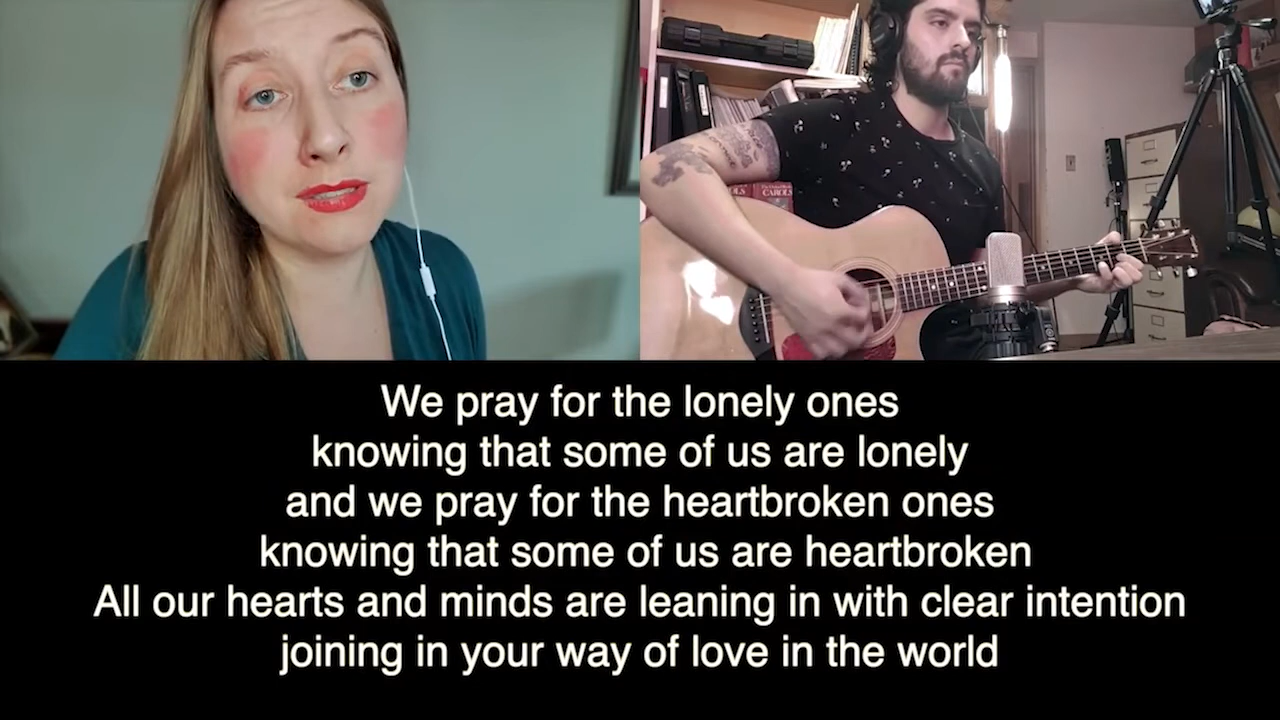 CAROLS
We pray for the lonely ones
knowing that some of us are lonely
and we pray for the heartbroken ones
knowing that some of us are heartbroken
All our hearts and minds are leaning in with clear intention
joining in your way of love in the world